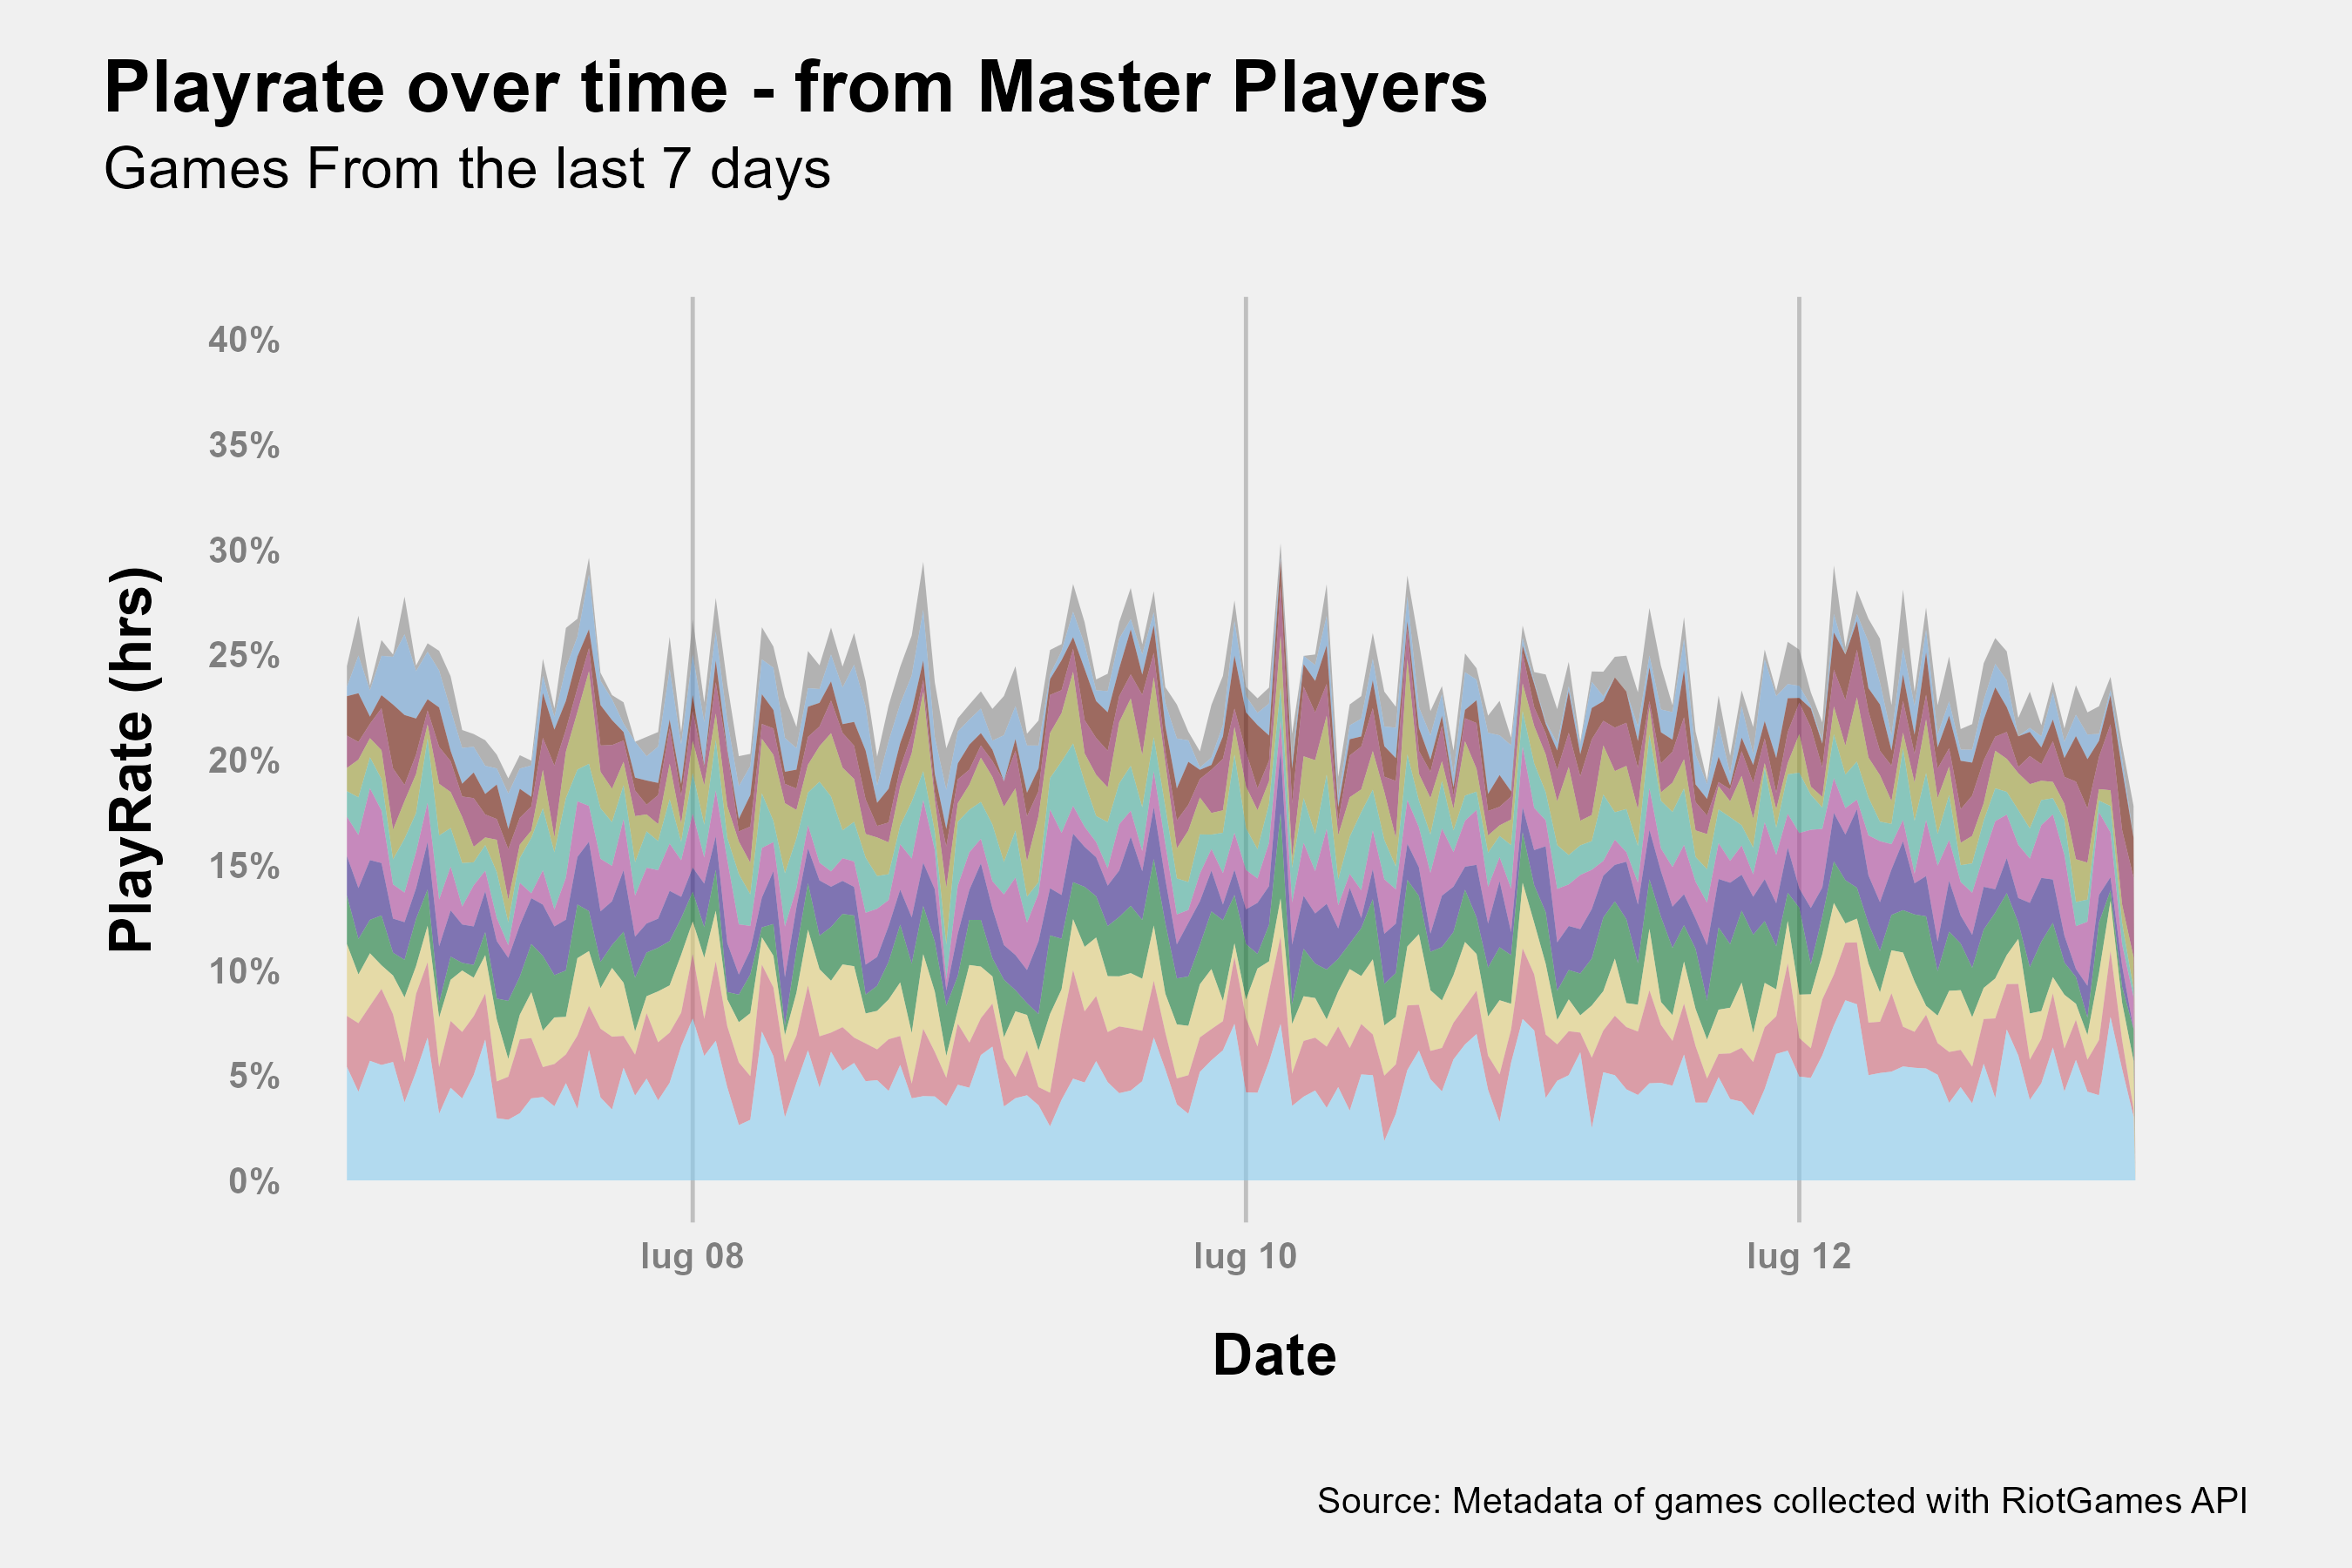 Playrate over time - from Master Players
Games From the last 7 days
PlayRate (hrs)
40%
35%
30%
25%
20%
15%
10%
5%
0%
lug 08
lug 10
lug 12
Date
Source: Metadata of games collected with RiotGames API